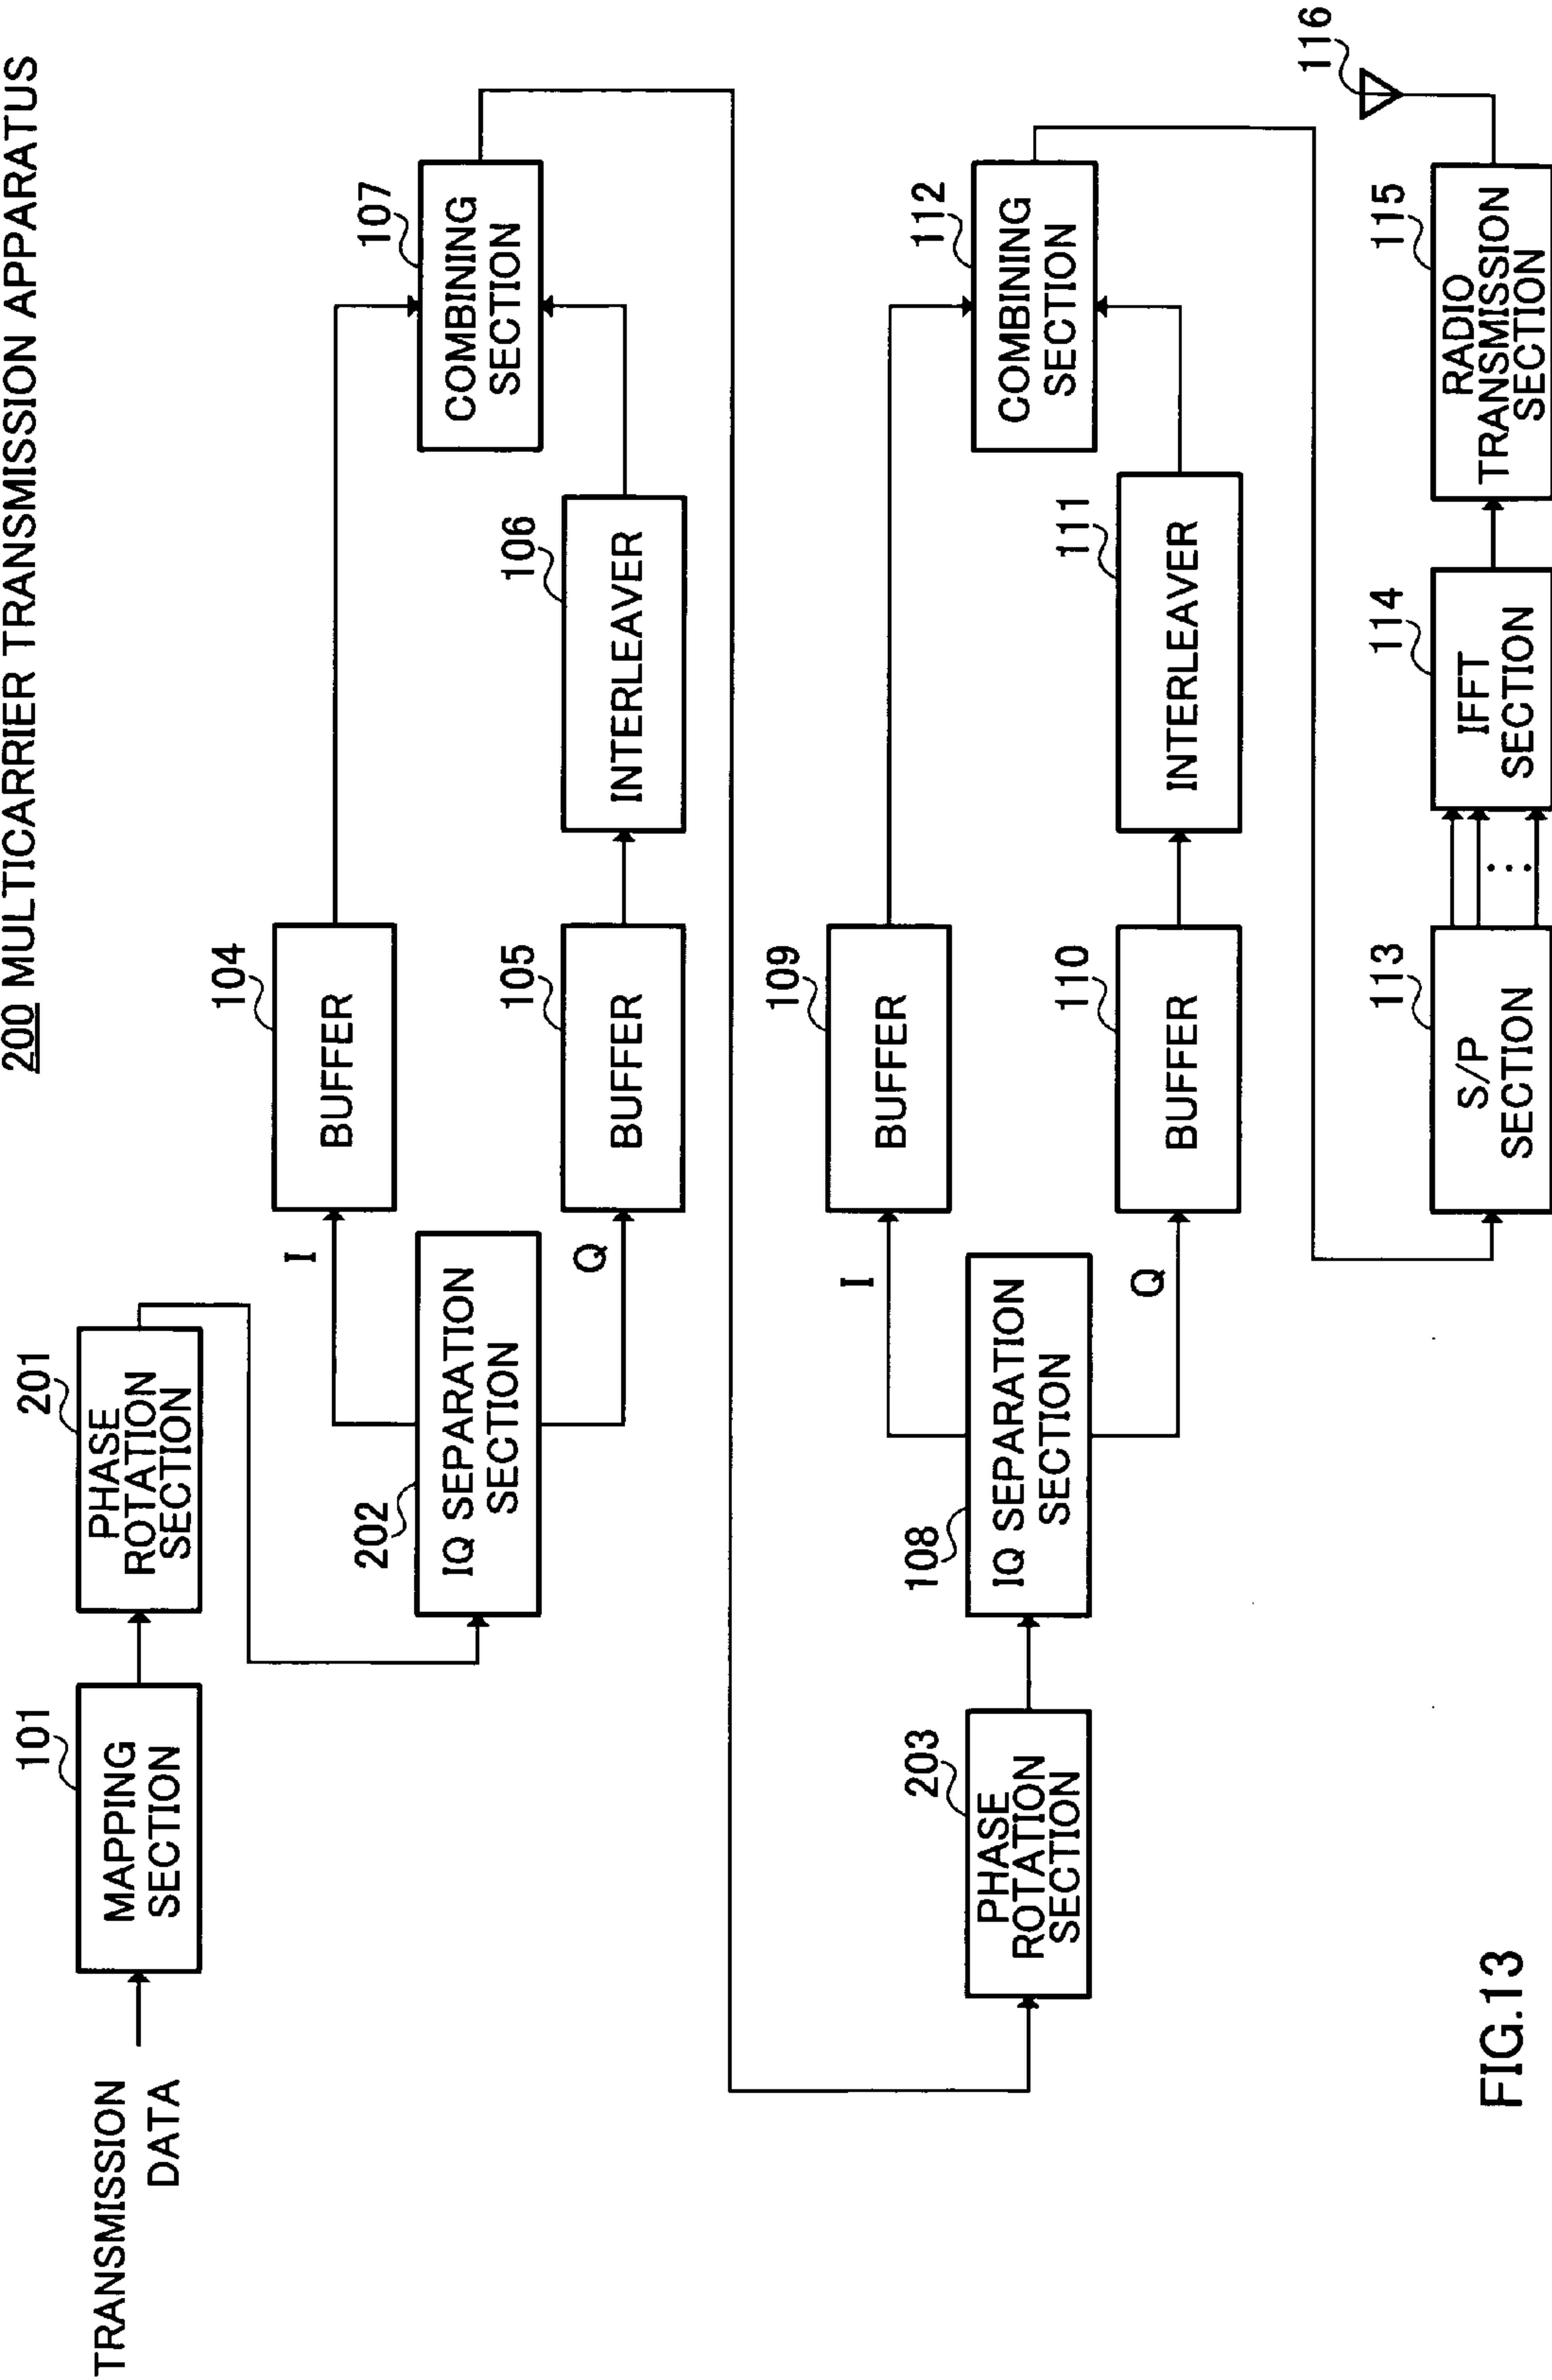 200 MULTICARRIER TRANSMISSION APPARATUS
TRANSMISSION
DATA
101
MAPPING
SECTION
201
PHASE
ROTATION
SECTION
202
IQ SEPARATION
SECTION
I
Q
104
BUFFER
105
BUFFER
106
INTERLEAVER
107
COMBINING
SECTION
203
PHASE
ROTATION
SECTION
108
IQ SEPARATION
SECTION
I
Q
109
BUFFER
110
BUFFER
111
INTERLEAVER
112
COMBINING
SECTION
113
S/P
SECTION
114
IFFT
SECTION
115
RADIO
TRANSMISSION
SECTION
116
FIG.13